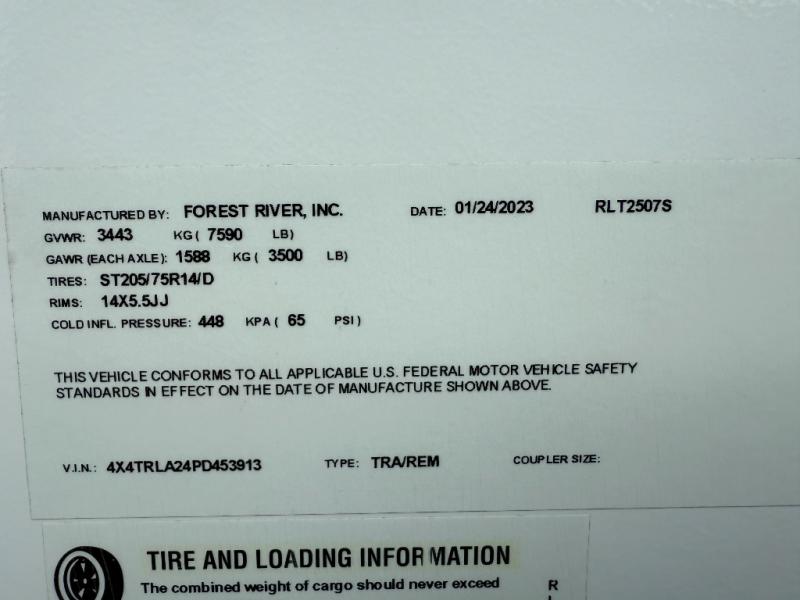 MANUFACTURED BY: FOREST RIVER, INC. DATE: 01/24/2023 RLT2507S
GVWR: 3443 KG ( 7590 LB)
GAWR (EACH AXLE): 1588 KG ( 3500 LB)
TIRES: ST205/75R14/D
RIMS: 14X5.5JJ
COLD INFL. PRESSURE: 448 KPA ( 65 PSI )
THIS VEHICLE CONFORMS TO ALL APPLICABLE U.S. FEDERAL MOTOR VEHICLE SAFETY
STANDARDS IN EFFECT ON THE DATE OF MANUFACTURE SHOWN ABOVE.
V.I.N.: 4X4TRLA24PD453913 TYPE: TRA/REM COUPLER SIZE:
TIRE AND LOADING INFORMATION
The combined weight of cargo should never exceed R